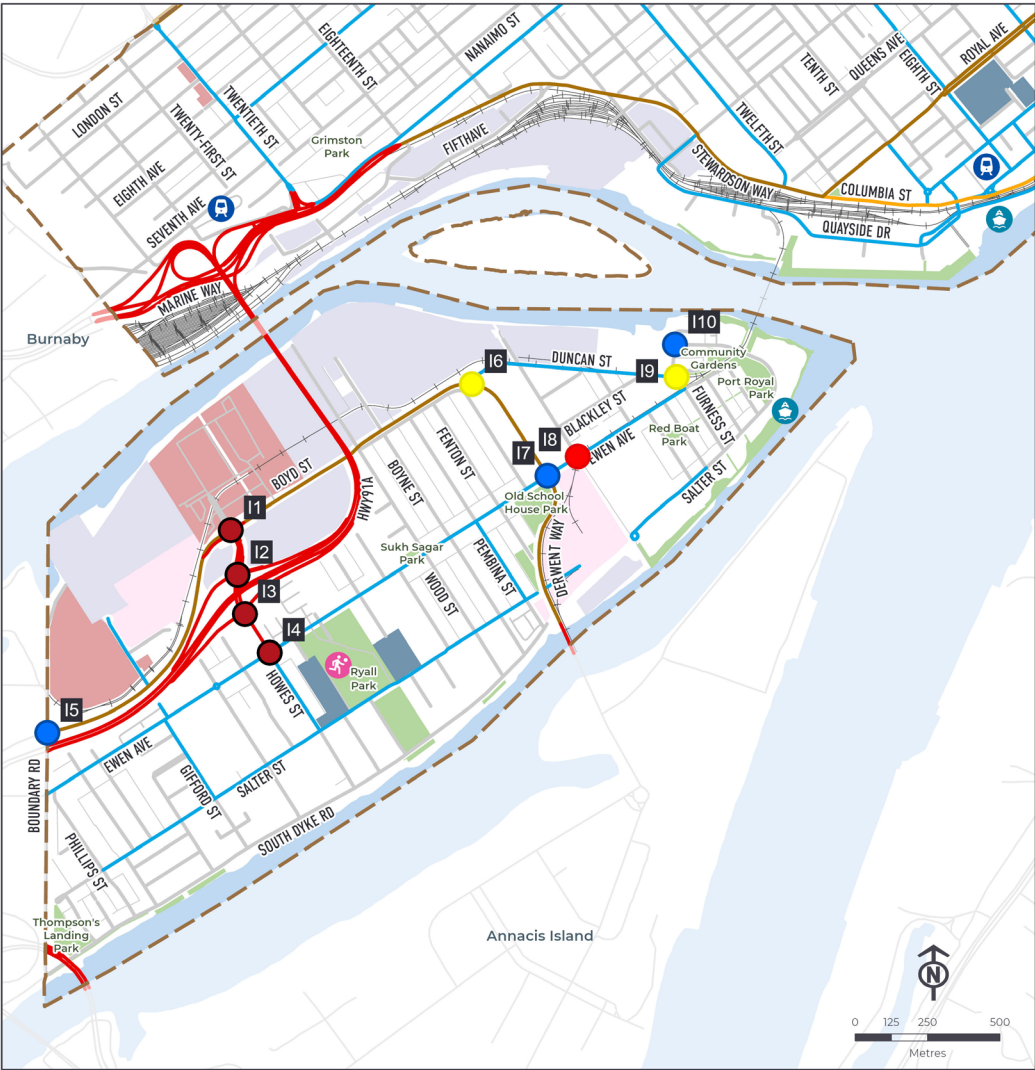 EIGHTEENTH ST
NANAIMO ST
ROYAL AVE
QUEENS AVE
EIGHTH ST
TENTH ST
LONDON ST
TWENTIETH ST
TWENTY-FIRST ST
TWELFTH ST
Grimston
Park
FIFTHAVE
EIGHTH AVE
STEWARDSON WAY
COLUMBIA ST
SEVENTH AVE
QUAYSIDE DR
MARINE WAY
Burnaby
I10
I6
DUNCAN ST
Community
Gardens
I9
Port Royal
Park
BLACKLEY ST
FURNESS ST
Red Boat
Park
I8
I7
EWEN AVE
FENTON ST
BOYD ST
BOYNE ST
HWY91A
SALTER ST
Old School
House Park
I1
I2
Sukh Sagar
Park
DERWENT WAY
PEMBINA ST
WOOD ST
I3
I4
Ryall
Park
HOWES ST
I5
EWEN AVE
GIFFORD ST
SALTER ST
BOUNDARY RD
SOUTH DYKE RD
PHILLIPS ST
Thompson's
Landing
Park
Annacis Island
N
0 125 250 500
Metres